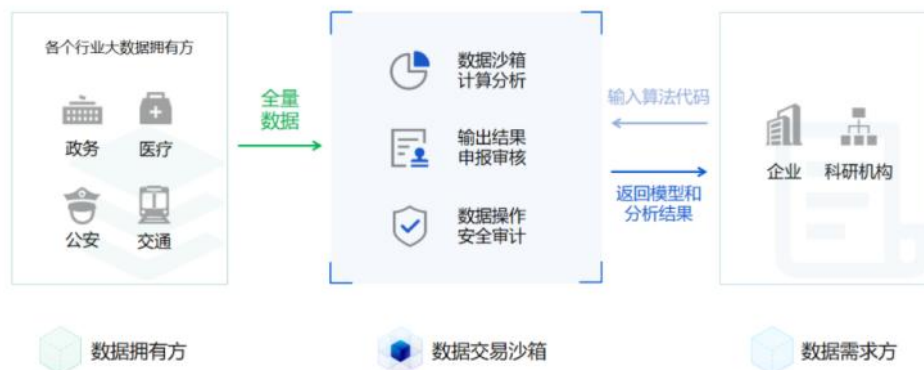 各个行业大数据拥有方
政务
医疗
公安
交通
全量
数据
数据沙箱
计算分析
输出结果
申报审核
数据操作
安全审计
输入算法代码
返回模型和
分析结果
企业
科研机构
数据拥有方
数据交易沙箱
数据需求方